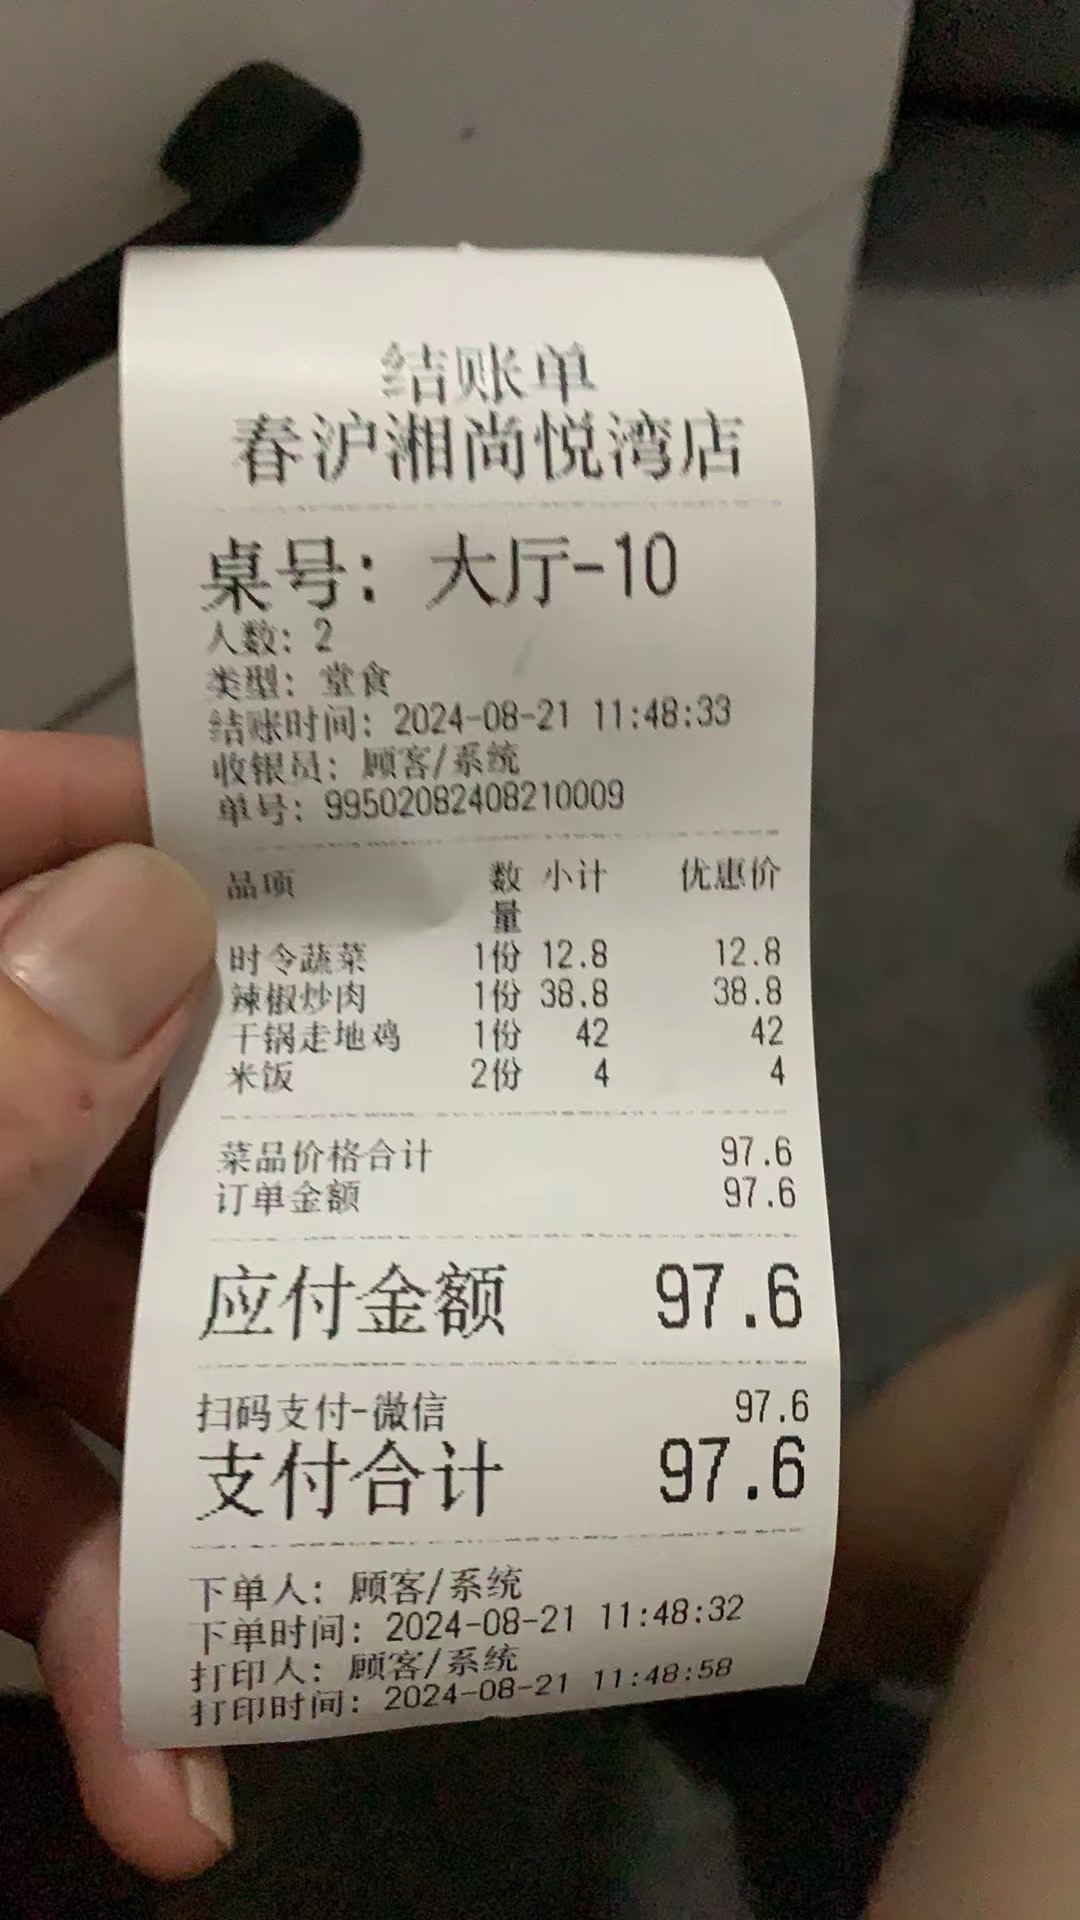 结账单
春沪湘尚悦湾店
桌号：大厅-10
人数：2
类型：堂食
结账时间：2024-08-21 11:48:33
收银员：顾客/系统
单号：99502082408210009
品项 数量 小计 优惠价
时令蔬菜 1份 12.8 12.8
辣椒炒肉 1份 38.8 38.8
干锅走地鸡 1份 42 42
米饭 2份 4 4
菜品价格合计 97.6
订单金额 97.6
应付金额 97.6
扫码支付-微信 97.6
支付合计 97.6
下单人：顾客/系统
下单时间：2024-08-21 11:48:32
打印人：顾客/系统
打印时间：2024-08-21 11:48:58